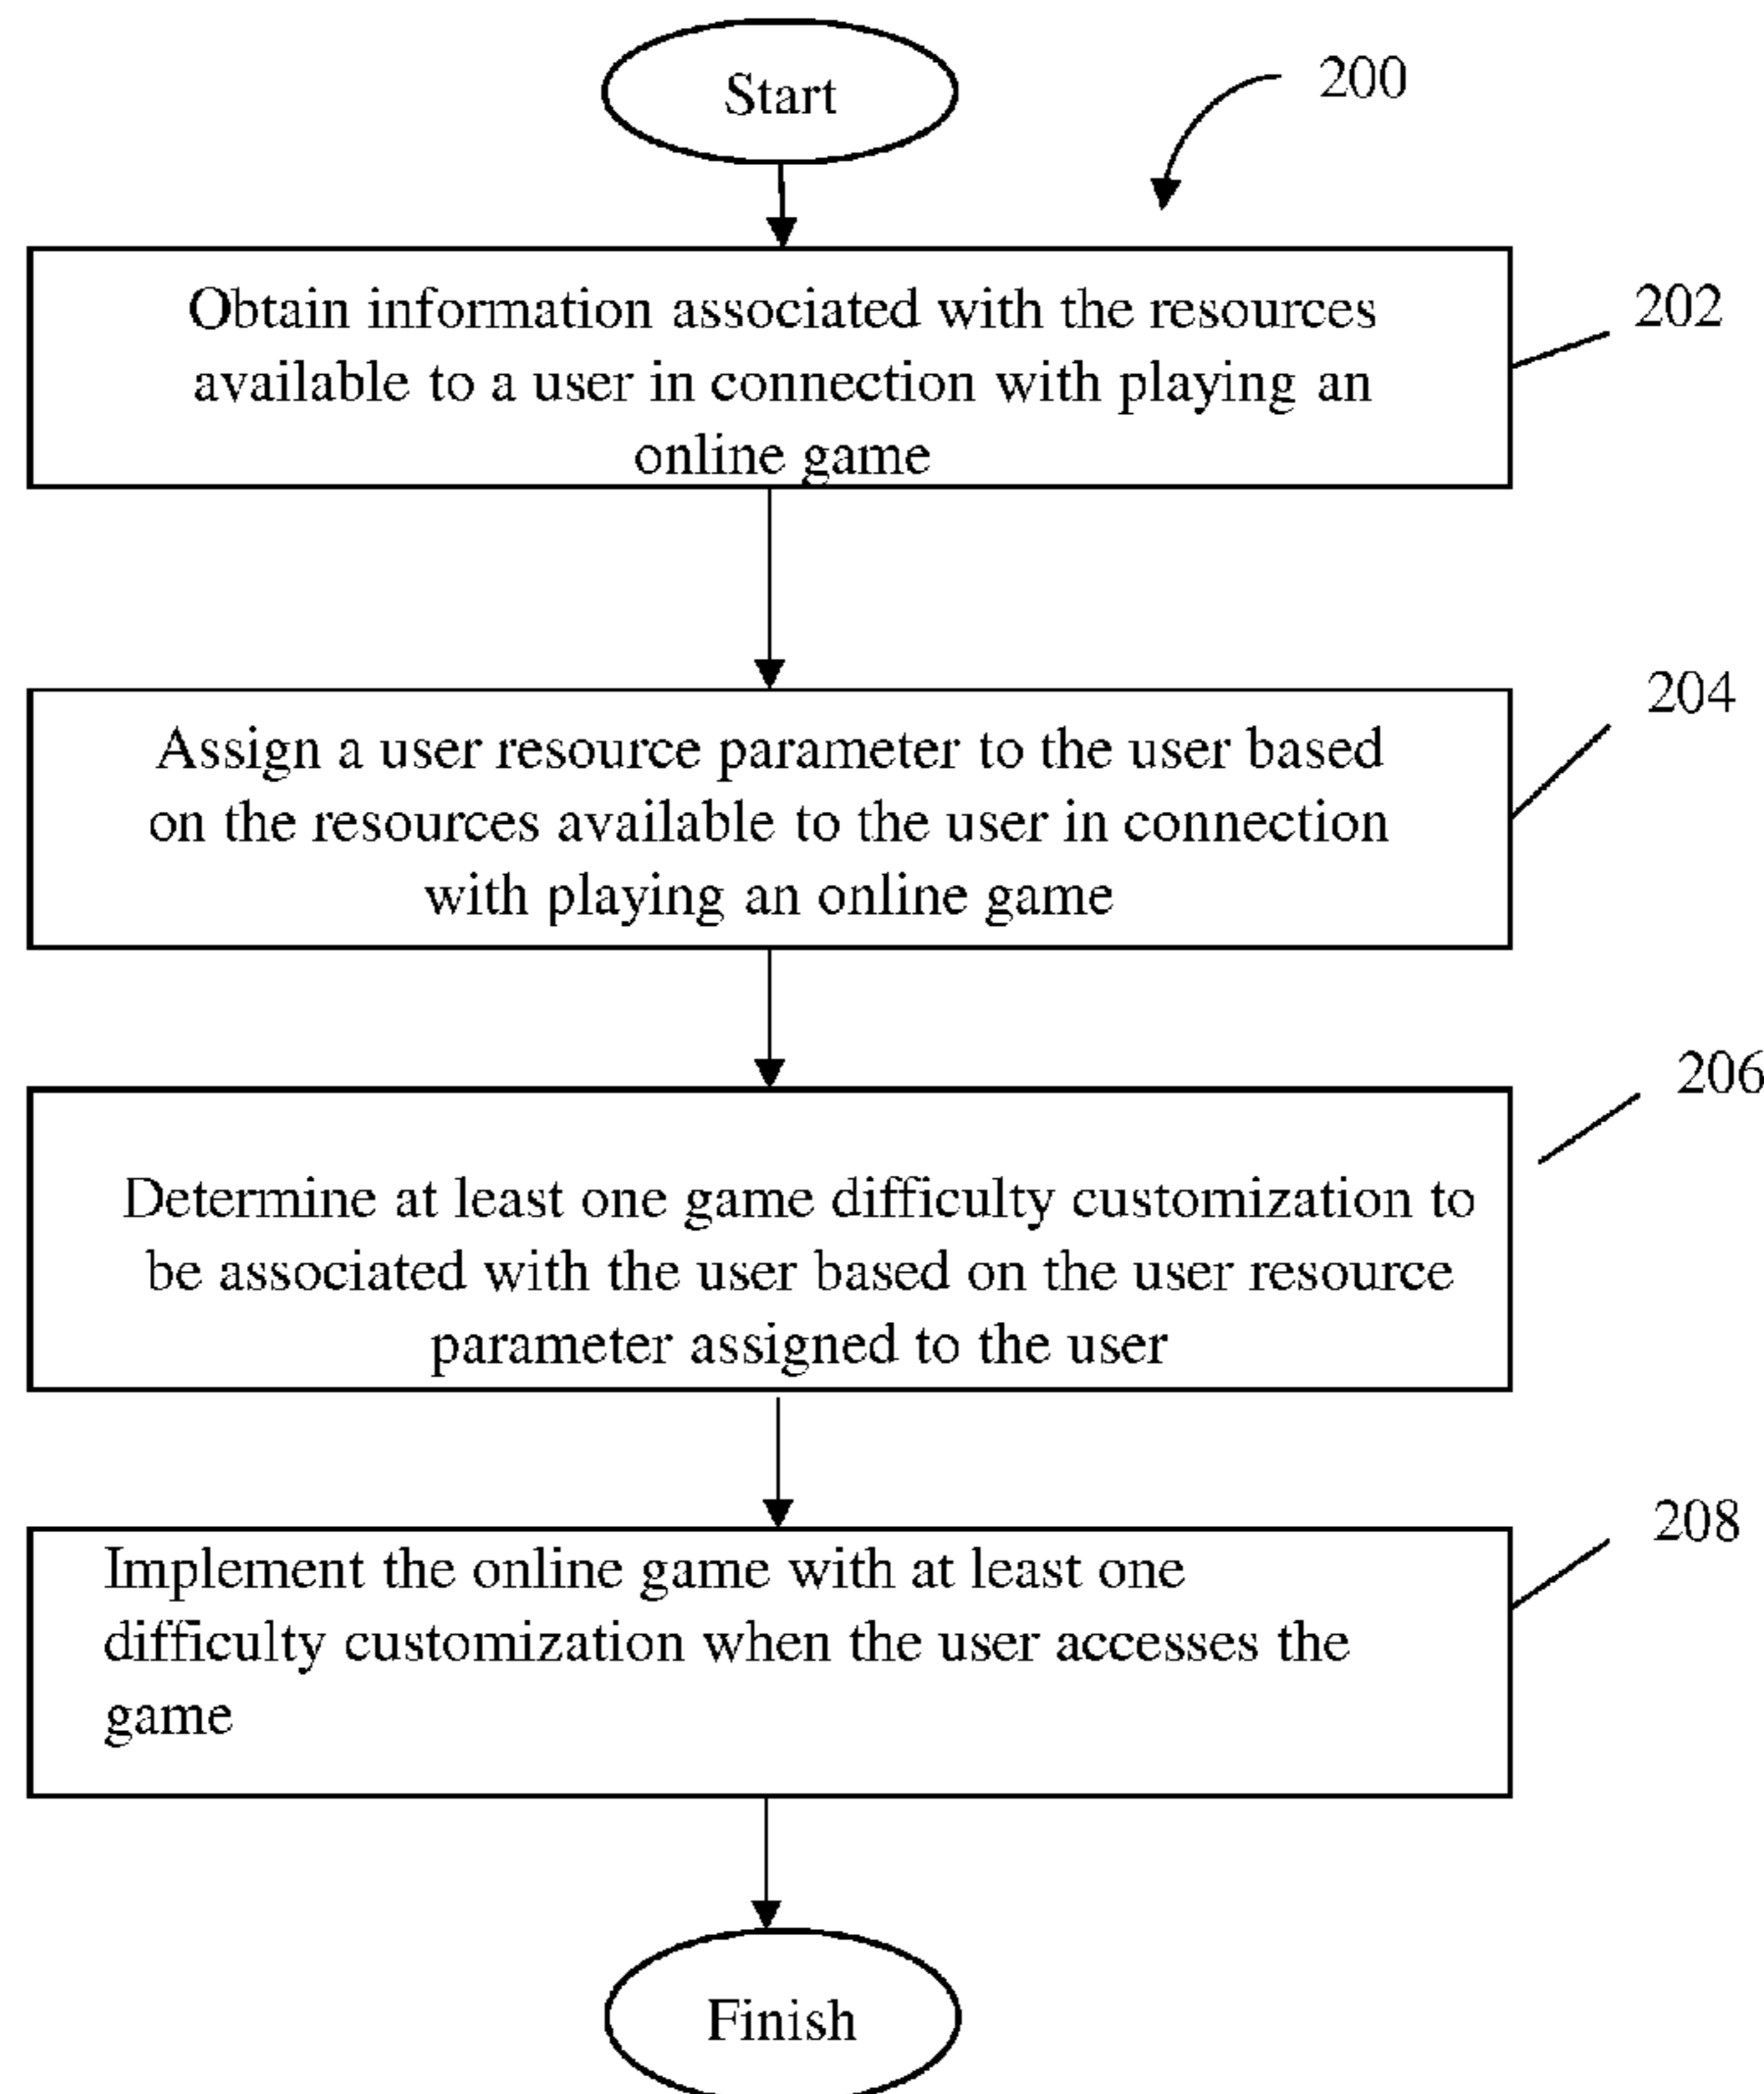 Start
200
Obtain information associated with the resources
available to a user in connection with playing an
online game
202
Assign a user resource parameter to the user based
on the resources available to the user in connection
with playing an online game
204
Determine at least one game difficulty customization to
be associated with the user based on the user resource
parameter assigned to the user
206
Implement the online game with at least one
difficulty customization when the user accesses the
game
208
Finish